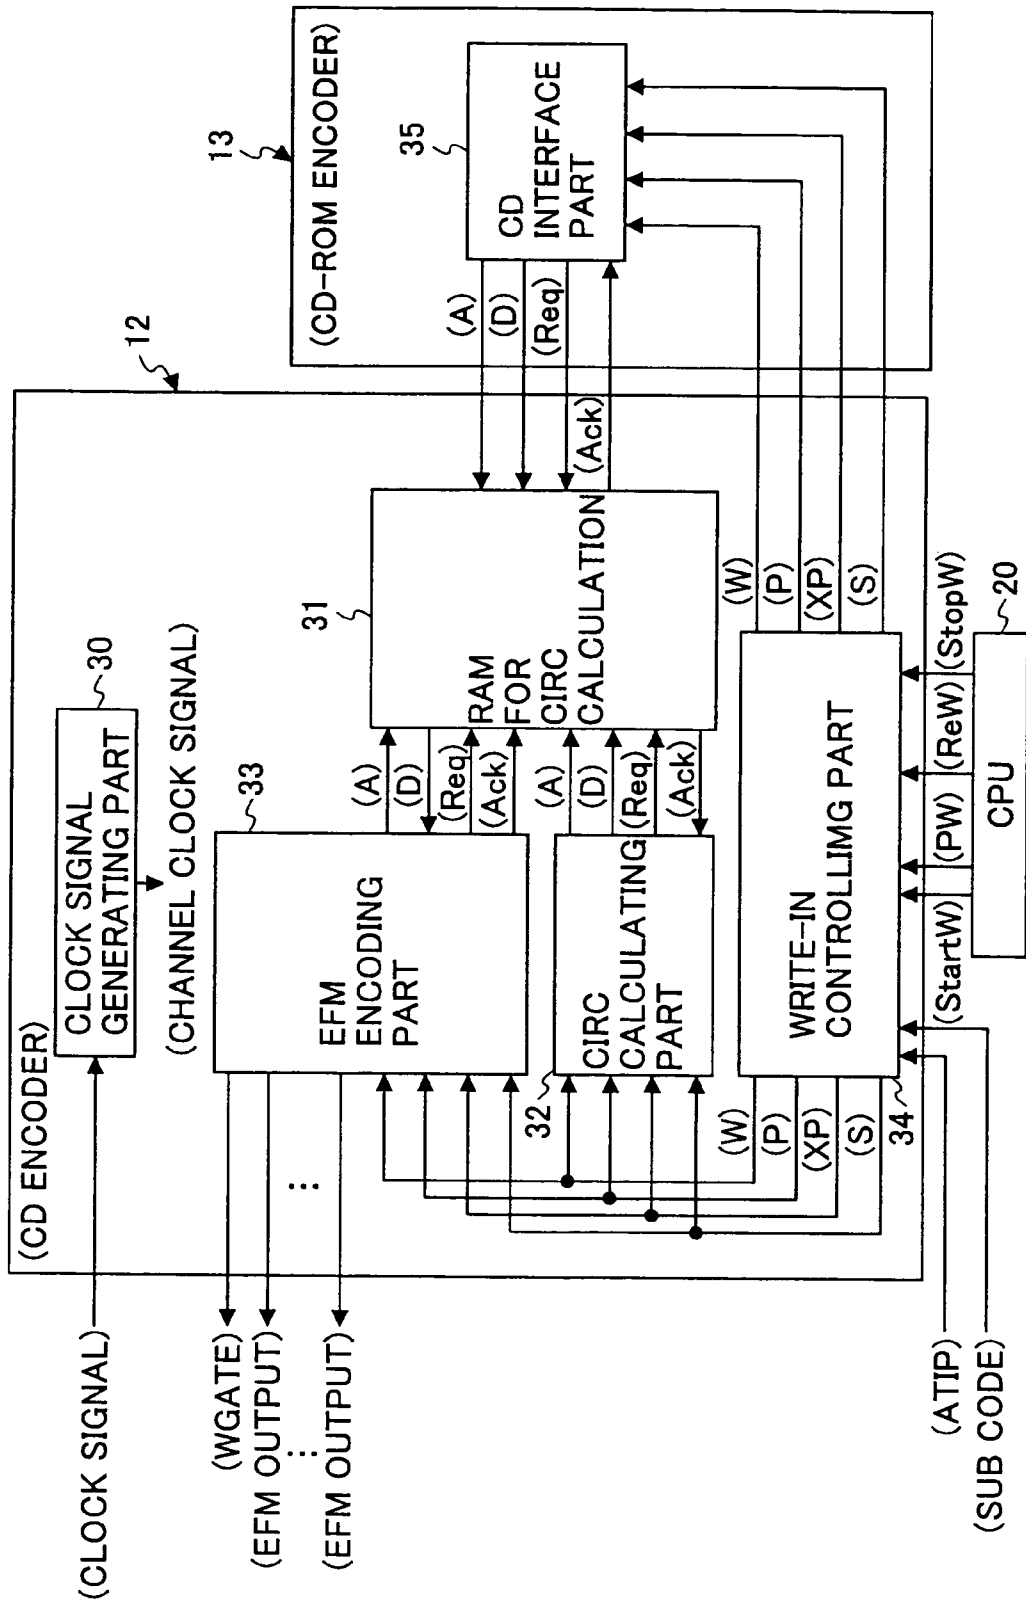 (CD ENCODER)
12
(CD-ROM ENCODER)
13
(CLOCK SIGNAL)
CLOCK SIGNAL
GENERATING PART
30
(CHANNEL CLOCK SIGNAL)
(WGATE)
(EFM OUTPUT)
...
(EFM OUTPUT)
...
EFM
ENCODING
PART
33
(A)
(D)
(Req)
(Ack)
RAM
FOR
CIRC
CALCULATION
31
(A)
(D)
(Req)
(Ack)
CD
INTERFACE
PART
35
CIRC
CALCULATING
PART
32
(A)
(D)
(Req)
(Ack)
(W)
(P)
(XP)
(S)
WRITE-IN
CONTROLLIMG PART
34
(W)
(P)
(XP)
(S)
(StartW)
(PW)
(ReW)
(StopW)
CPU
20
(ATIP)
(SUB CODE)